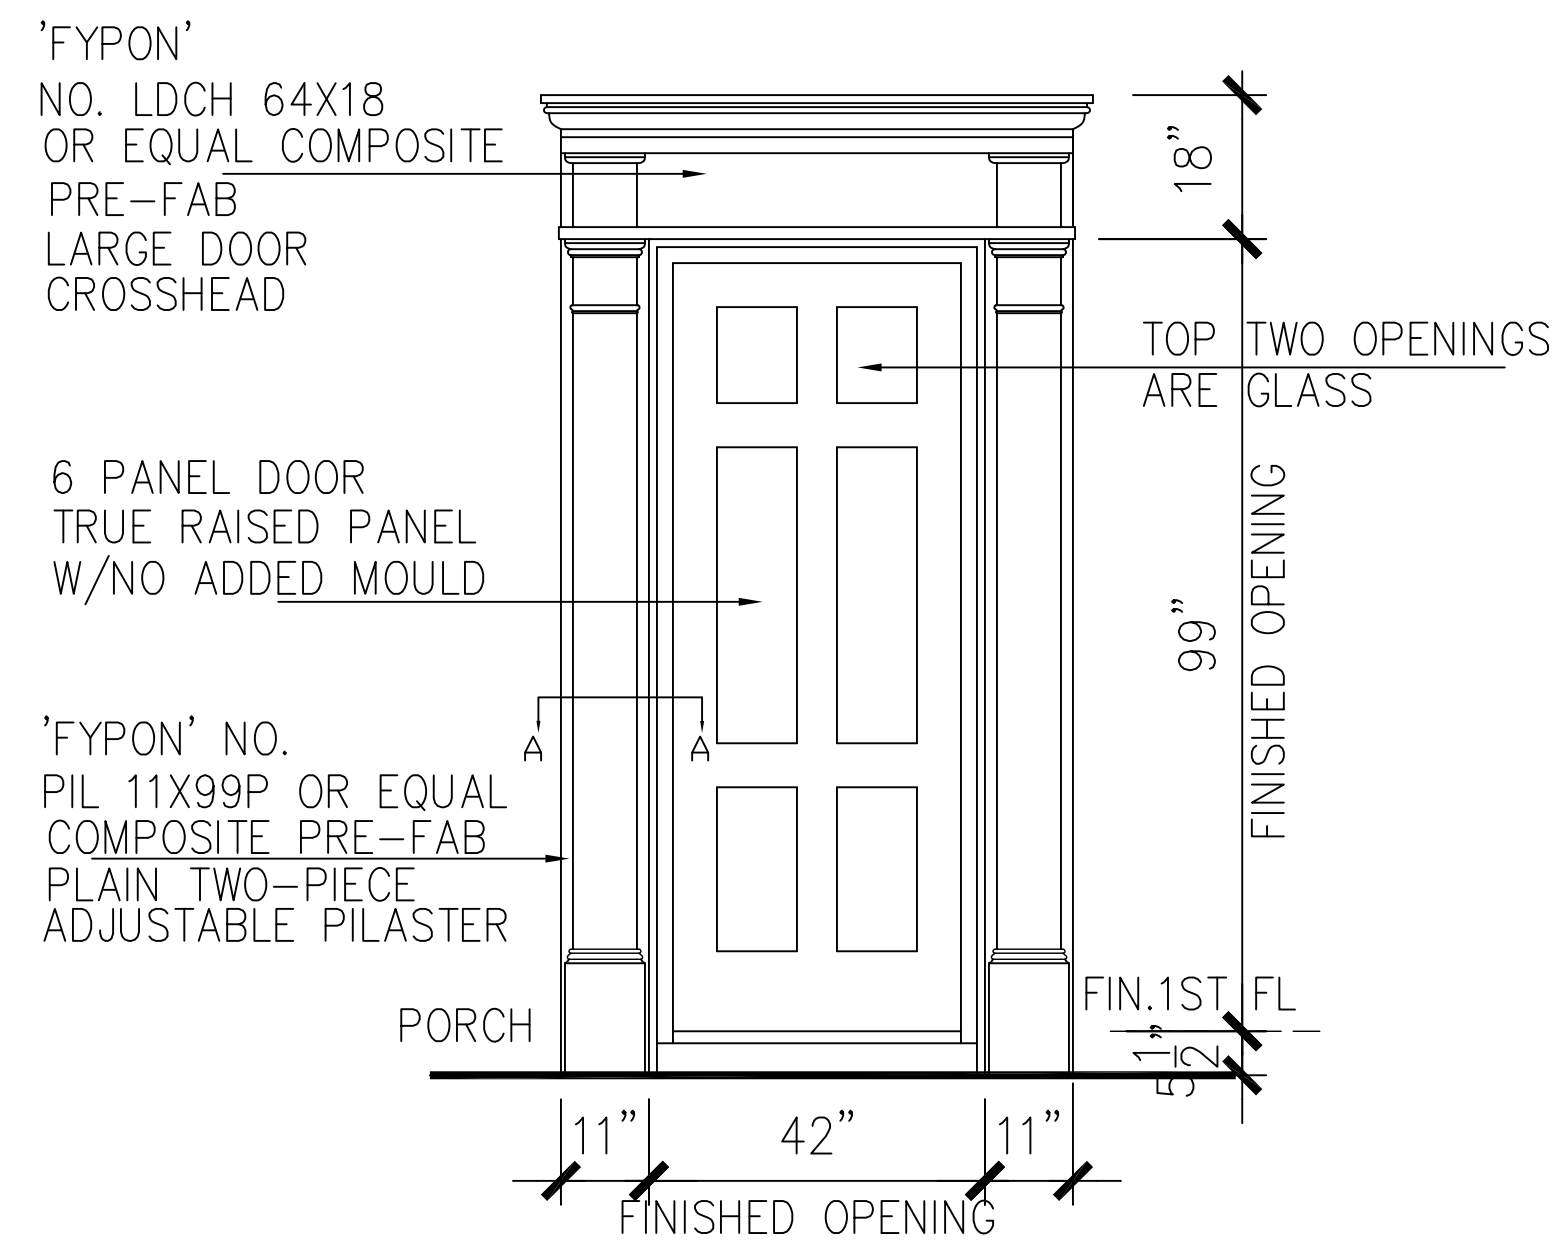 'FYPON'
NO. LDCH 64X18
OR EQUAL COMPOSITE
PRE-FAB
LARGE DOOR
CROSSHEAD
18"
TOP TWO OPENINGS
ARE GLASS
6 PANEL DOOR
TRUE RAISED PANEL
W/NO ADDED MOULD
99"
FINISHED OPENING
A A
'FYPON' NO.
PIL 11X99P OR EQUAL
COMPOSITE PRE-FAB
PLAIN TWO-PIECE
ADJUSTABLE PILASTER
FIN.1ST FL
PORCH
5 1/2"
11" 42" 11"
FINISHED OPENING